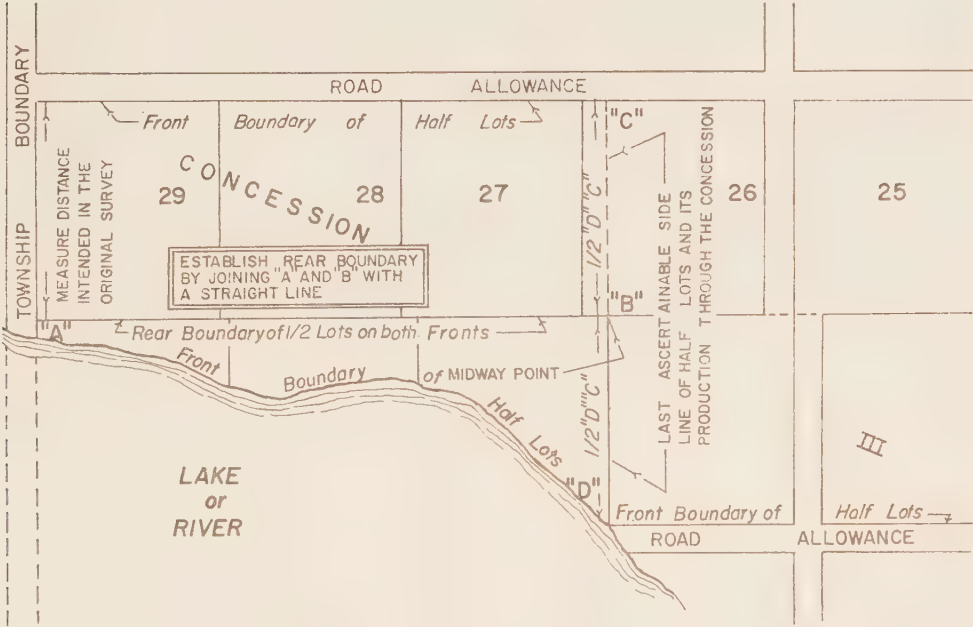 ROAD ALLOWANCE
TOWNSHIP BOUNDARY
Front Boundary of Half Lots
"C"
MEASURE DISTANCE
INTENDED IN THE
ORIGINAL SURVEY
CONCESSION
29
28
27
26
25
ESTABLISH REAR BOUNDARY
BY JOINING "A" AND "B" WITH
A STRAIGHT LINE
1/2 "D" "C"
LAST ASCERTAINABLE SIDE
LINE OF HALF LOTS AND ITS
PRODUCTION THROUGH THE CONCESSION
"B"
"A"
Rear Boundary of 1/2 Lots on both Fronts
Front Boundary of Half Lots
MIDWAY POINT
1/2 "D" "C"
III
LAKE
or
RIVER
"D"
Front Boundary of Half Lots
ROAD ALLOWANCE